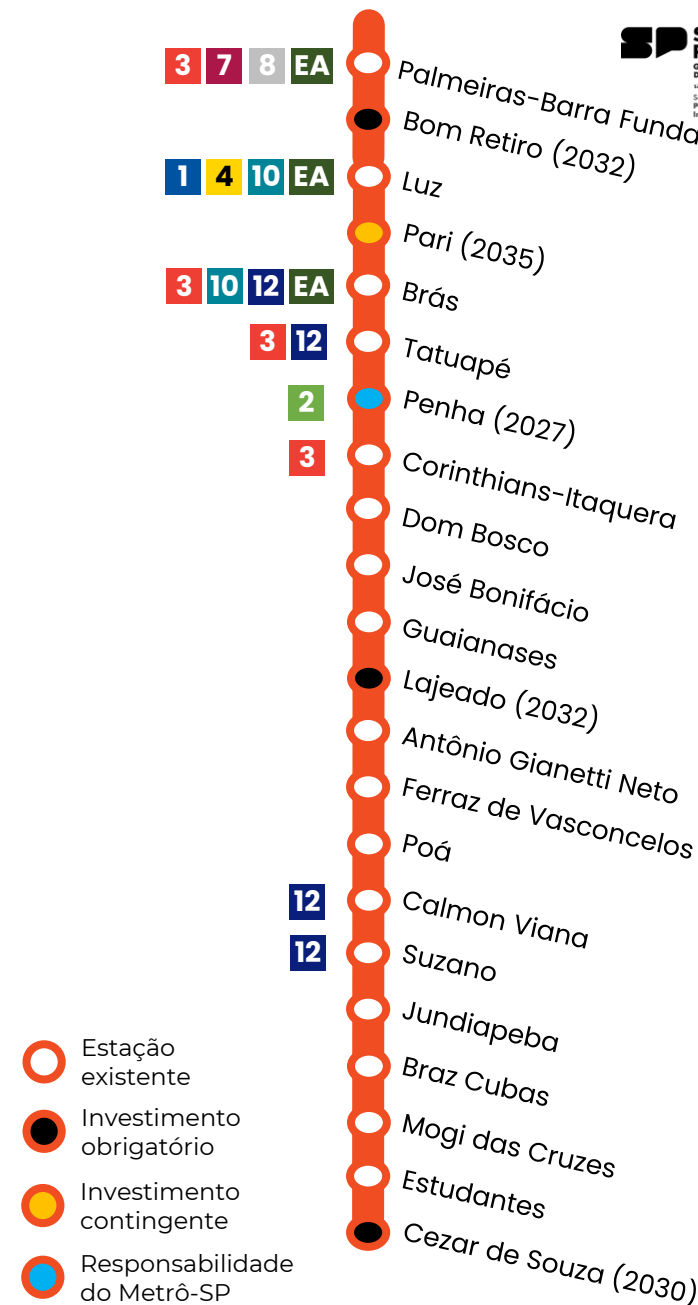 3 7 8 EA Palmeiras-Barra Funda
Bom Retiro (2032)
1 4 10 EA Luz
Pari (2035)
3 10 12 EA Brás
3 12 Tatuapé
2 Penha (2027)
3 Corinthians-Itaquera
Dom Bosco
José Bonifácio
Guaianases
Lajeado (2032)
Antônio Gianetti Neto
Ferraz de Vasconcelos
Poá
12 Calmon Viana
12 Suzano
Jundiapeba
Braz Cubas
Mogi das Cruzes
Estudantes
Cezar de Souza (2030)
Estação
existente
Investimento
obrigatório
Investimento
contingente
Responsabilidade
do Metrô-SP
SP